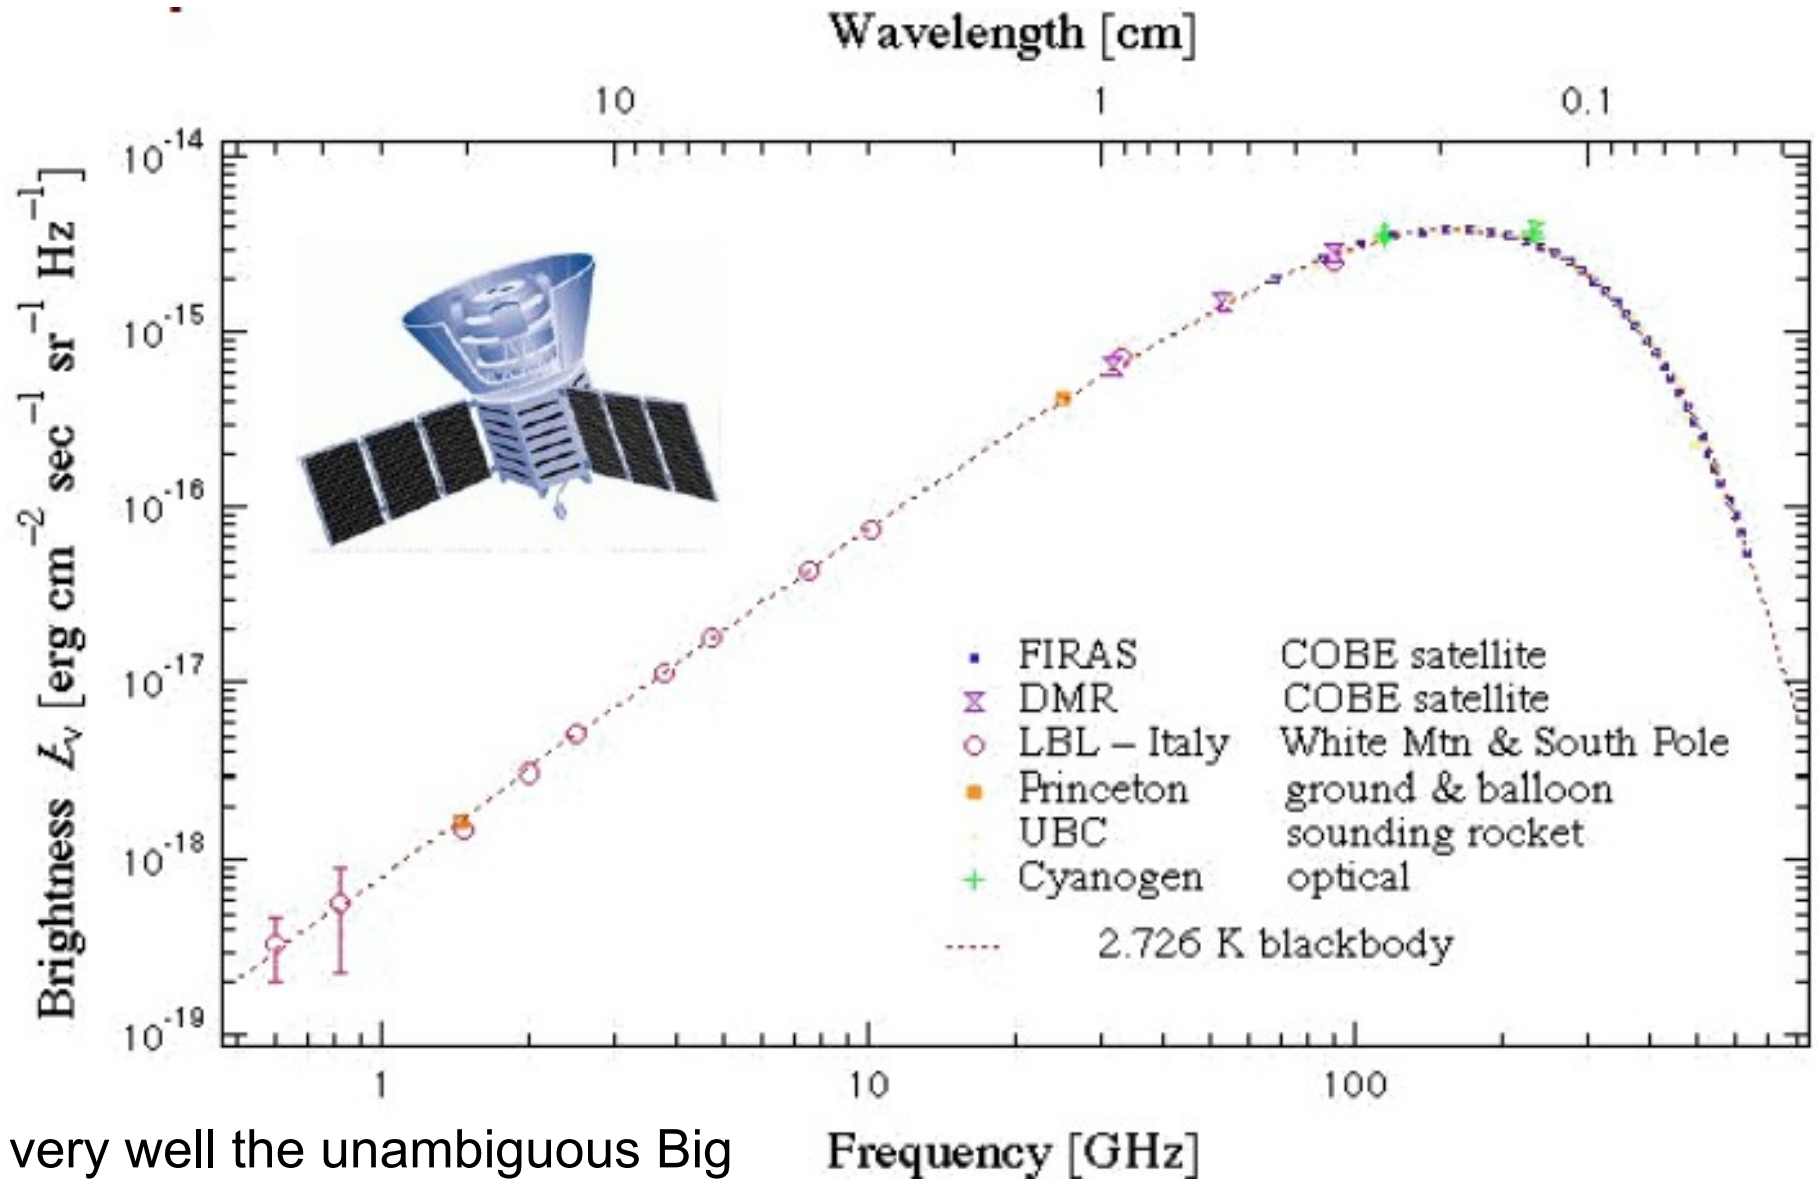 Wavelength [cm]
10 1 0.1
10-14
10-15
10-16
10-17
10-18
10-19
Brightness Iν [erg cm−2 sec−1 sr−1 Hz−1]
FIRAS COBE satellite
DMR COBE satellite
LBL – Italy White Mtn & South Pole
Princeton ground & balloon
UBC sounding rocket
Cyanogen optical
2.726 K blackbody
1 10 100
Frequency [GHz]
very well the unambiguous Big